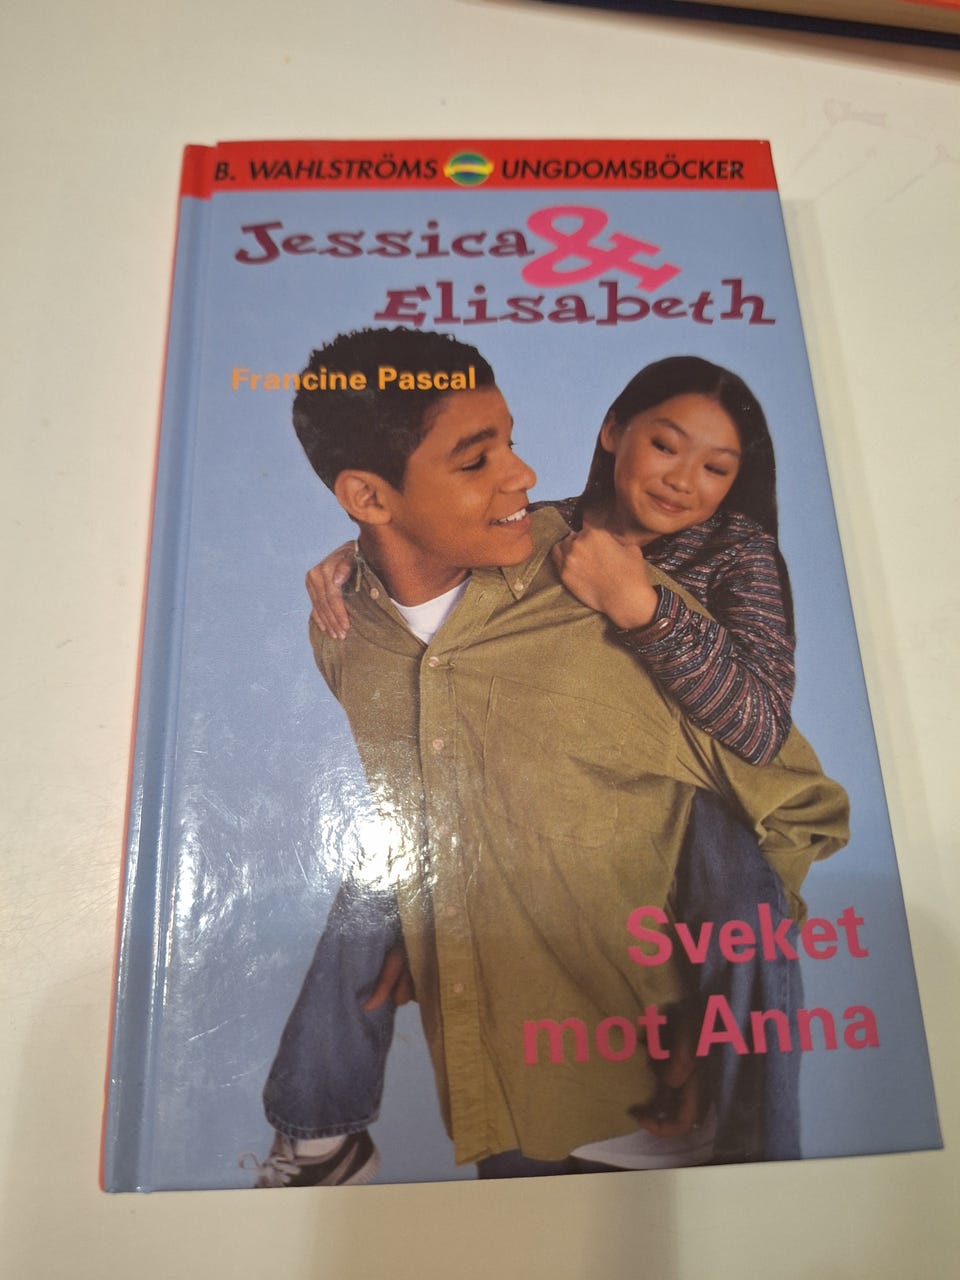 B. WAHLSTRÖMS UNGDOMSBÖCKER
Jessica &
Elisabeth
Francine Pascal
Sveket
mot Anna